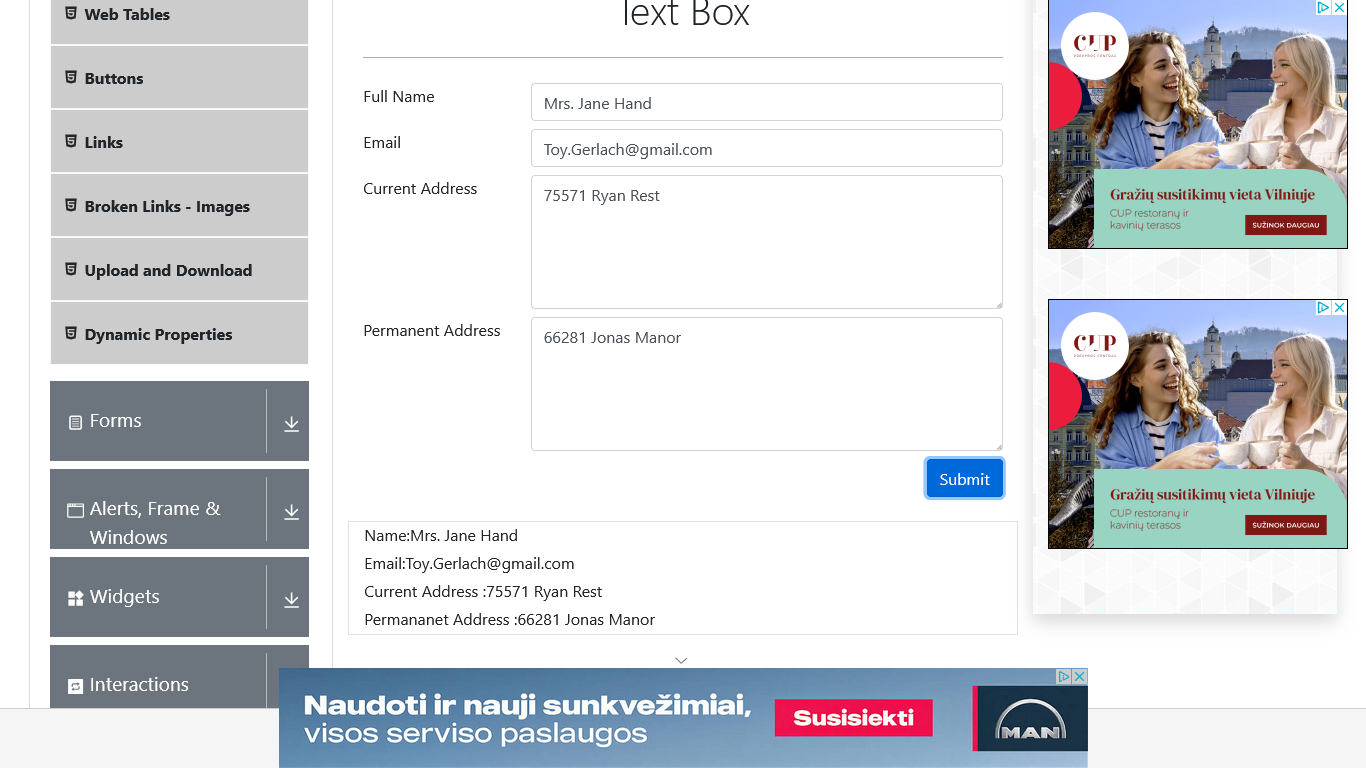 Web Tables
Buttons
Links
Broken Links - Images
Upload and Download
Dynamic Properties
Forms
Alerts, Frame &
Windows
Widgets
Interactions
Text Box
Full Name
Mrs. Jane Hand
Email
Toy.Gerlach@gmail.com
Current Address
75571 Ryan Rest
Permanent Address
66281 Jonas Manor
Submit
Name:Mrs. Jane Hand
Email:Toy.Gerlach@gmail.com
Current Address :75571 Ryan Rest
Permananet Address :66281 Jonas Manor
CUP
Gražių susitikimų vieta Vilniuje
CUP restoranų ir
kavinių terasos
SUŽINOK DAUGIAU
CUP
Gražių susitikimų vieta Vilniuje
CUP restoranų ir
kavinių terasos
SUŽINOK DAUGIAU
Naudoti ir nauji sunkvežimiai,
visos serviso paslaugos
Susisiekti
MAN